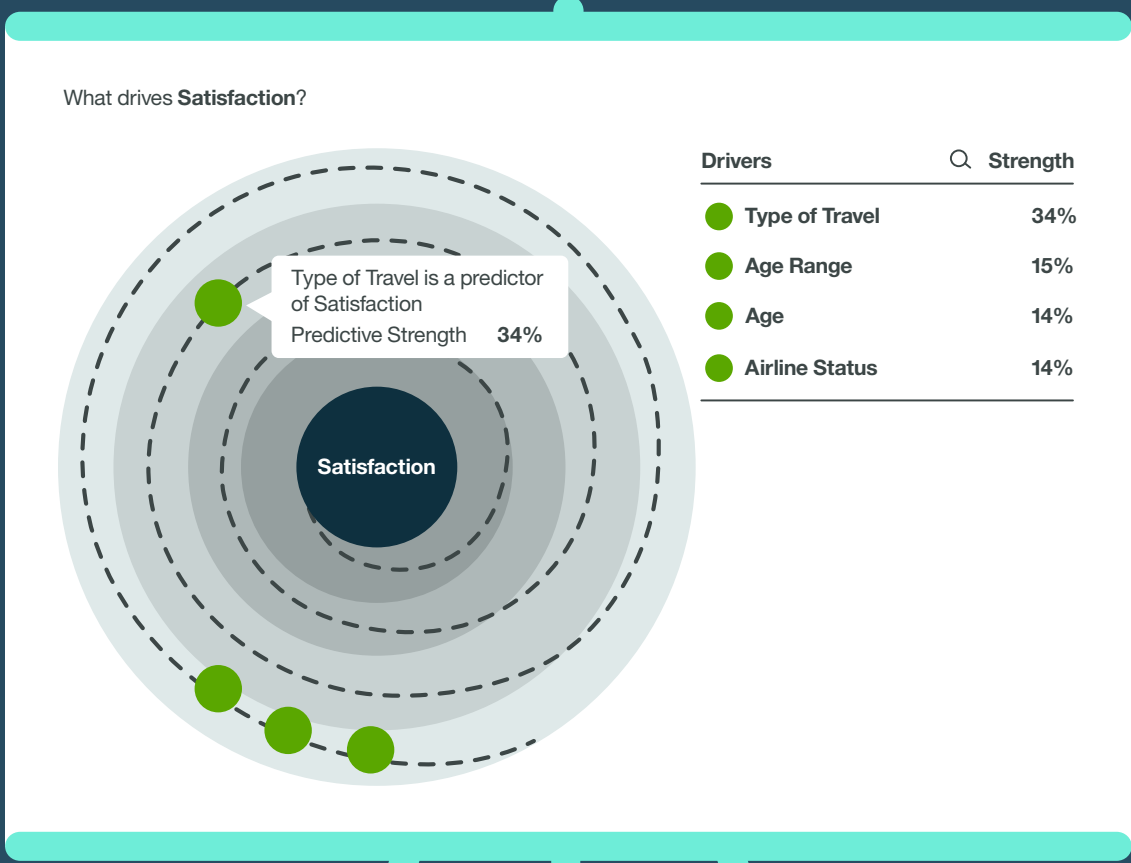 What drives Satisfaction?
Drivers Strength
Type of Travel 34%
Age Range 15%
Age 14%
Airline Status 14%
Type of Travel is a predictor
of Satisfaction
Predictive Strength 34%
Satisfaction